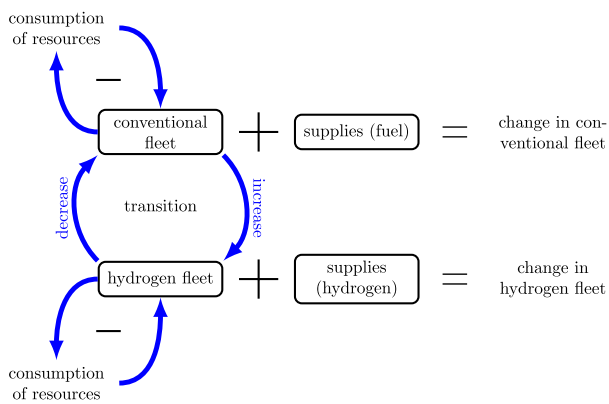 consumption
of resources
−
conventional
fleet
+
supplies (fuel)
=
change in con-
ventional fleet
decrease
transition
increase
hydrogen fleet
+
supplies
(hydrogen)
=
change in
hydrogen fleet
−
consumption
of resources